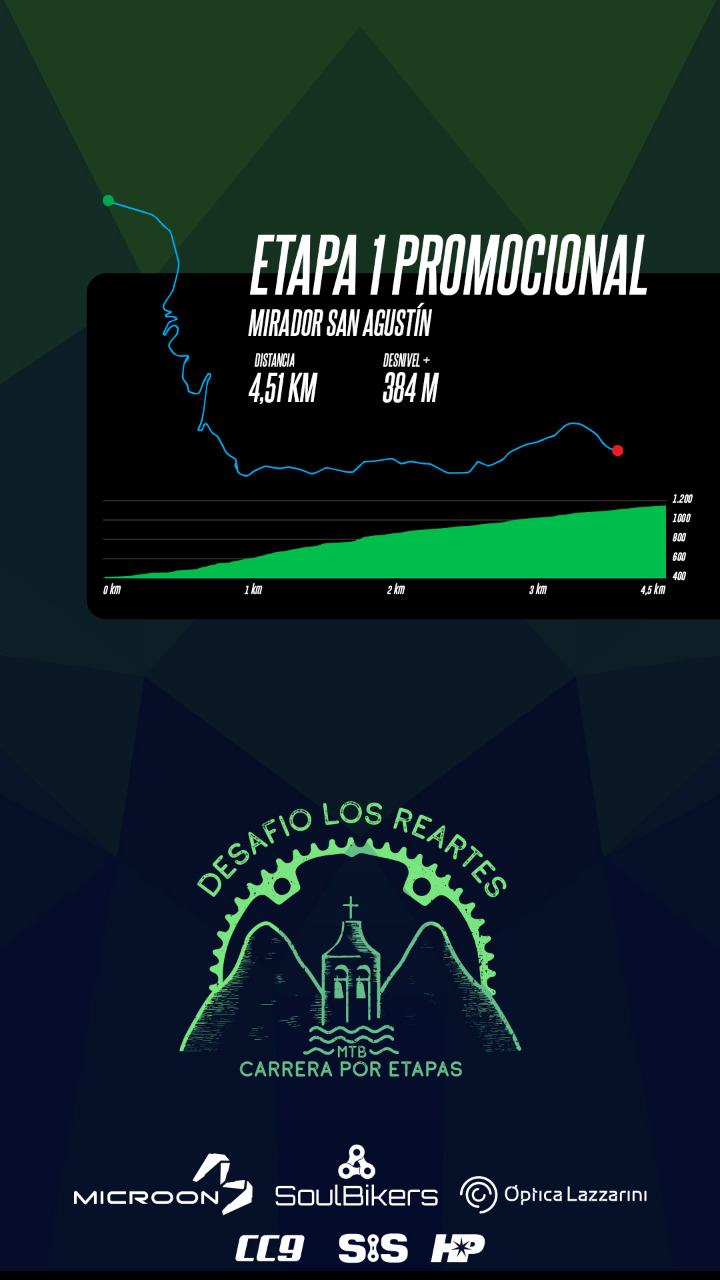 ETAPA 1 PROMOCIONAL
MIRADOR SAN AGUSTÍN
DISTANCIA
4,51 KM
DESNIVEL +
384 M
1.200
1000
800
600
400
0 km
1 km
2 km
3 km
4,5 km
DESAFIO LOS REARTES
MTB
CARRERA POR ETAPAS
MICROON
SoulBikers
Óptica Lazzarini
CC9
SiS
HP